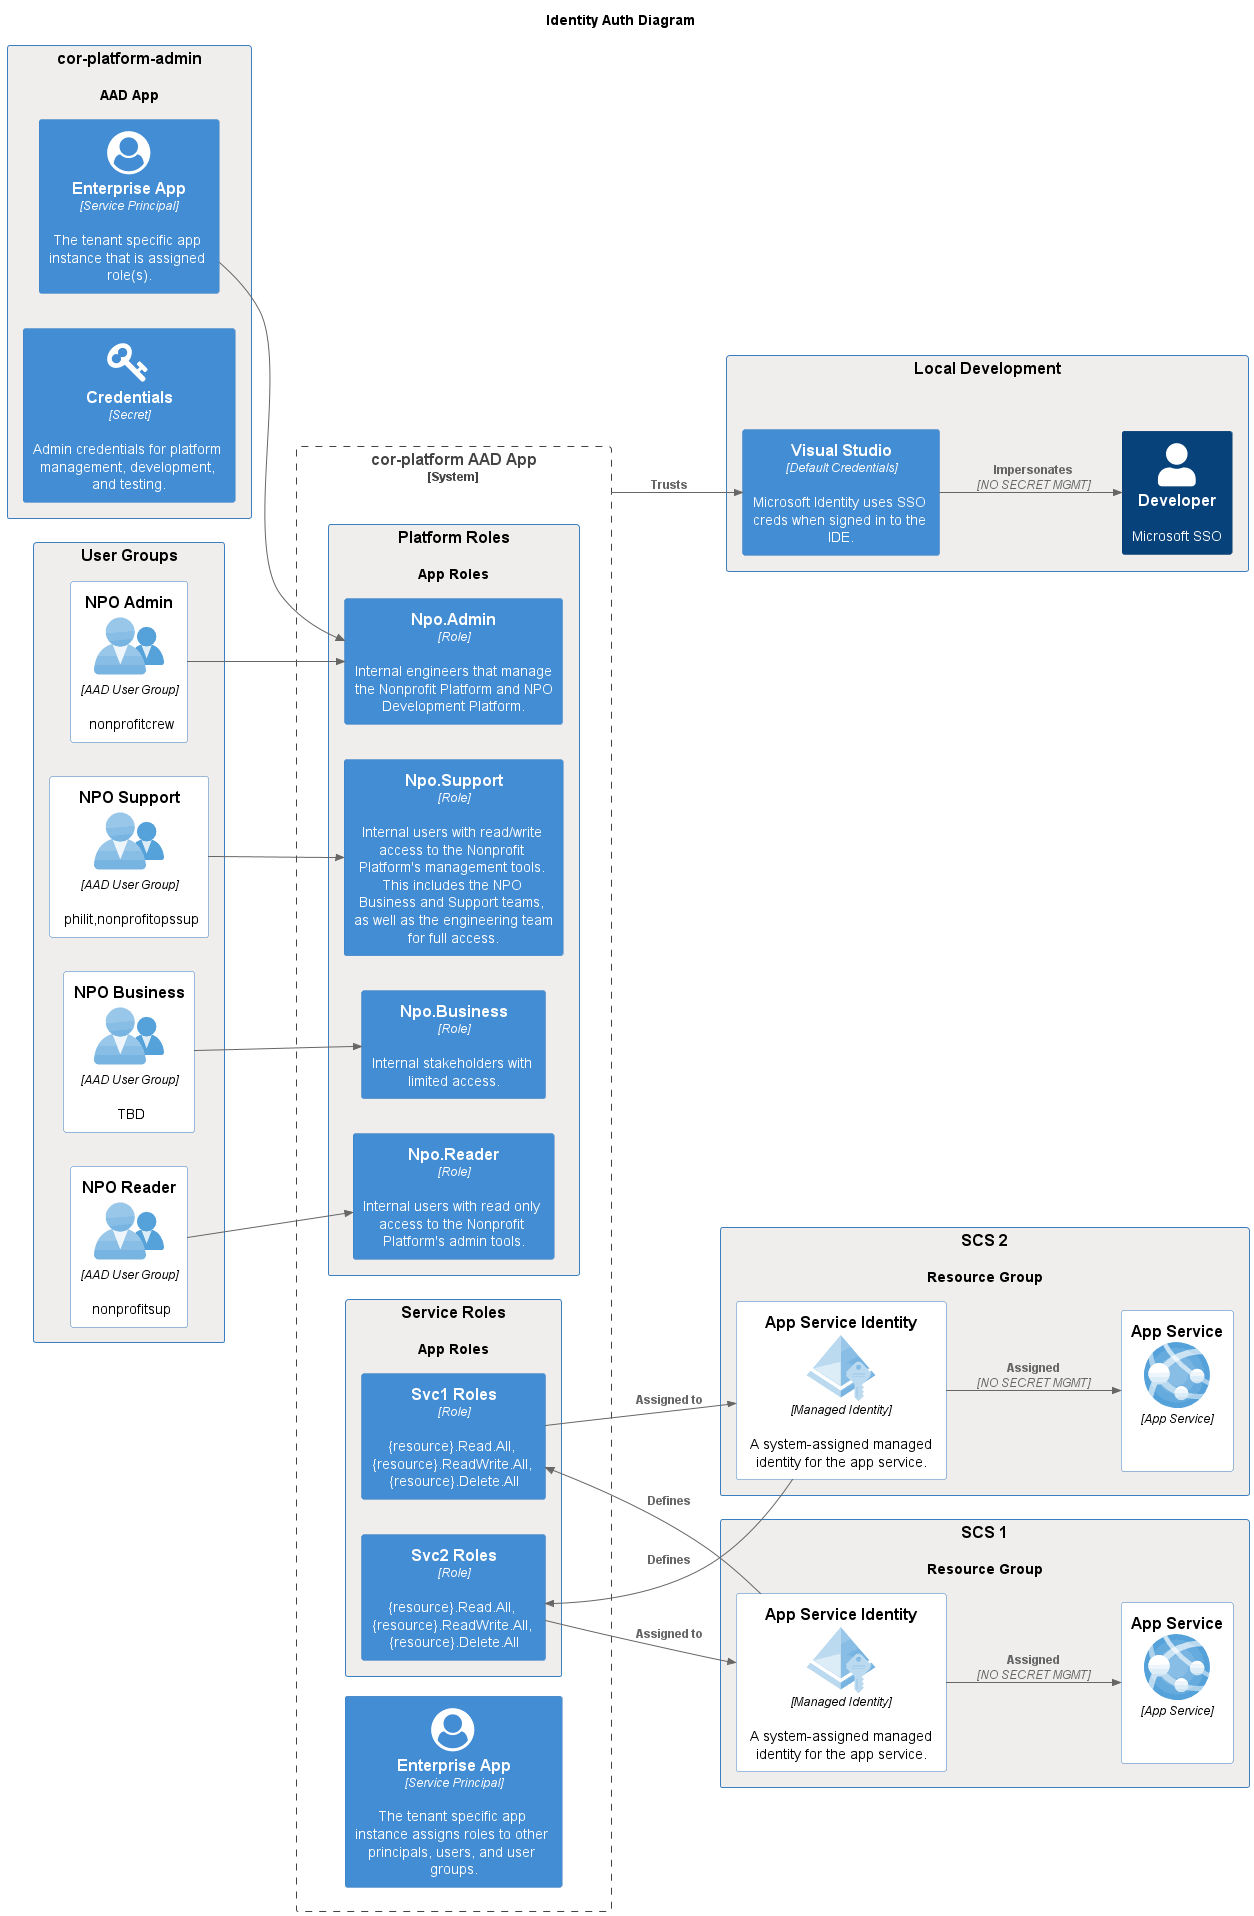 Identity Auth Diagram
cor-platform-admin
AAD App
Enterprise App
[Service Principal]
The tenant specific app
instance that is assigned
role(s).
Credentials
[Secret]
Admin credentials for platform
management, development,
and testing.
User Groups
NPO Admin
[AAD User Group]
nonprofitcrew
NPO Support
[AAD User Group]
philit,nonprofitopssup
NPO Business
[AAD User Group]
TBD
NPO Reader
[AAD User Group]
nonprofitsup
cor-platform AAD App
[System]
Platform Roles
App Roles
Npo.Admin
[Role]
Internal engineers that manage
the Nonprofit Platform and NPO
Development Platform.
Npo.Support
[Role]
Internal users with read/write
access to the Nonprofit
Platform's management tools.
This includes the NPO
Business and Support teams,
as well as the engineering team
for full access.
Npo.Business
[Role]
Internal stakeholders with
limited access.
Npo.Reader
[Role]
Internal users with read only
access to the Nonprofit
Platform's admin tools.
Service Roles
App Roles
Svc1 Roles
[Role]
{resource}.Read.All,
{resource}.ReadWrite.All,
{resource}.Delete.All
Svc2 Roles
[Role]
{resource}.Read.All,
{resource}.ReadWrite.All,
{resource}.Delete.All
Enterprise App
[Service Principal]
The tenant specific app
instance assigns roles to other
principals, users, and user
groups.
Trusts
Local Development
Visual Studio
[Default Credentials]
Microsoft Identity uses SSO
creds when signed in to the
IDE.
Impersonates
[NO SECRET MGMT]
Developer
Microsoft SSO
Assigned to
Defines
Defines
Assigned to
SCS 2
Resource Group
App Service Identity
[Managed Identity]
A system-assigned managed
identity for the app service.
Assigned
[NO SECRET MGMT]
App Service
[App Service]
SCS 1
Resource Group
App Service Identity
[Managed Identity]
A system-assigned managed
identity for the app service.
Assigned
[NO SECRET MGMT]
App Service
[App Service]